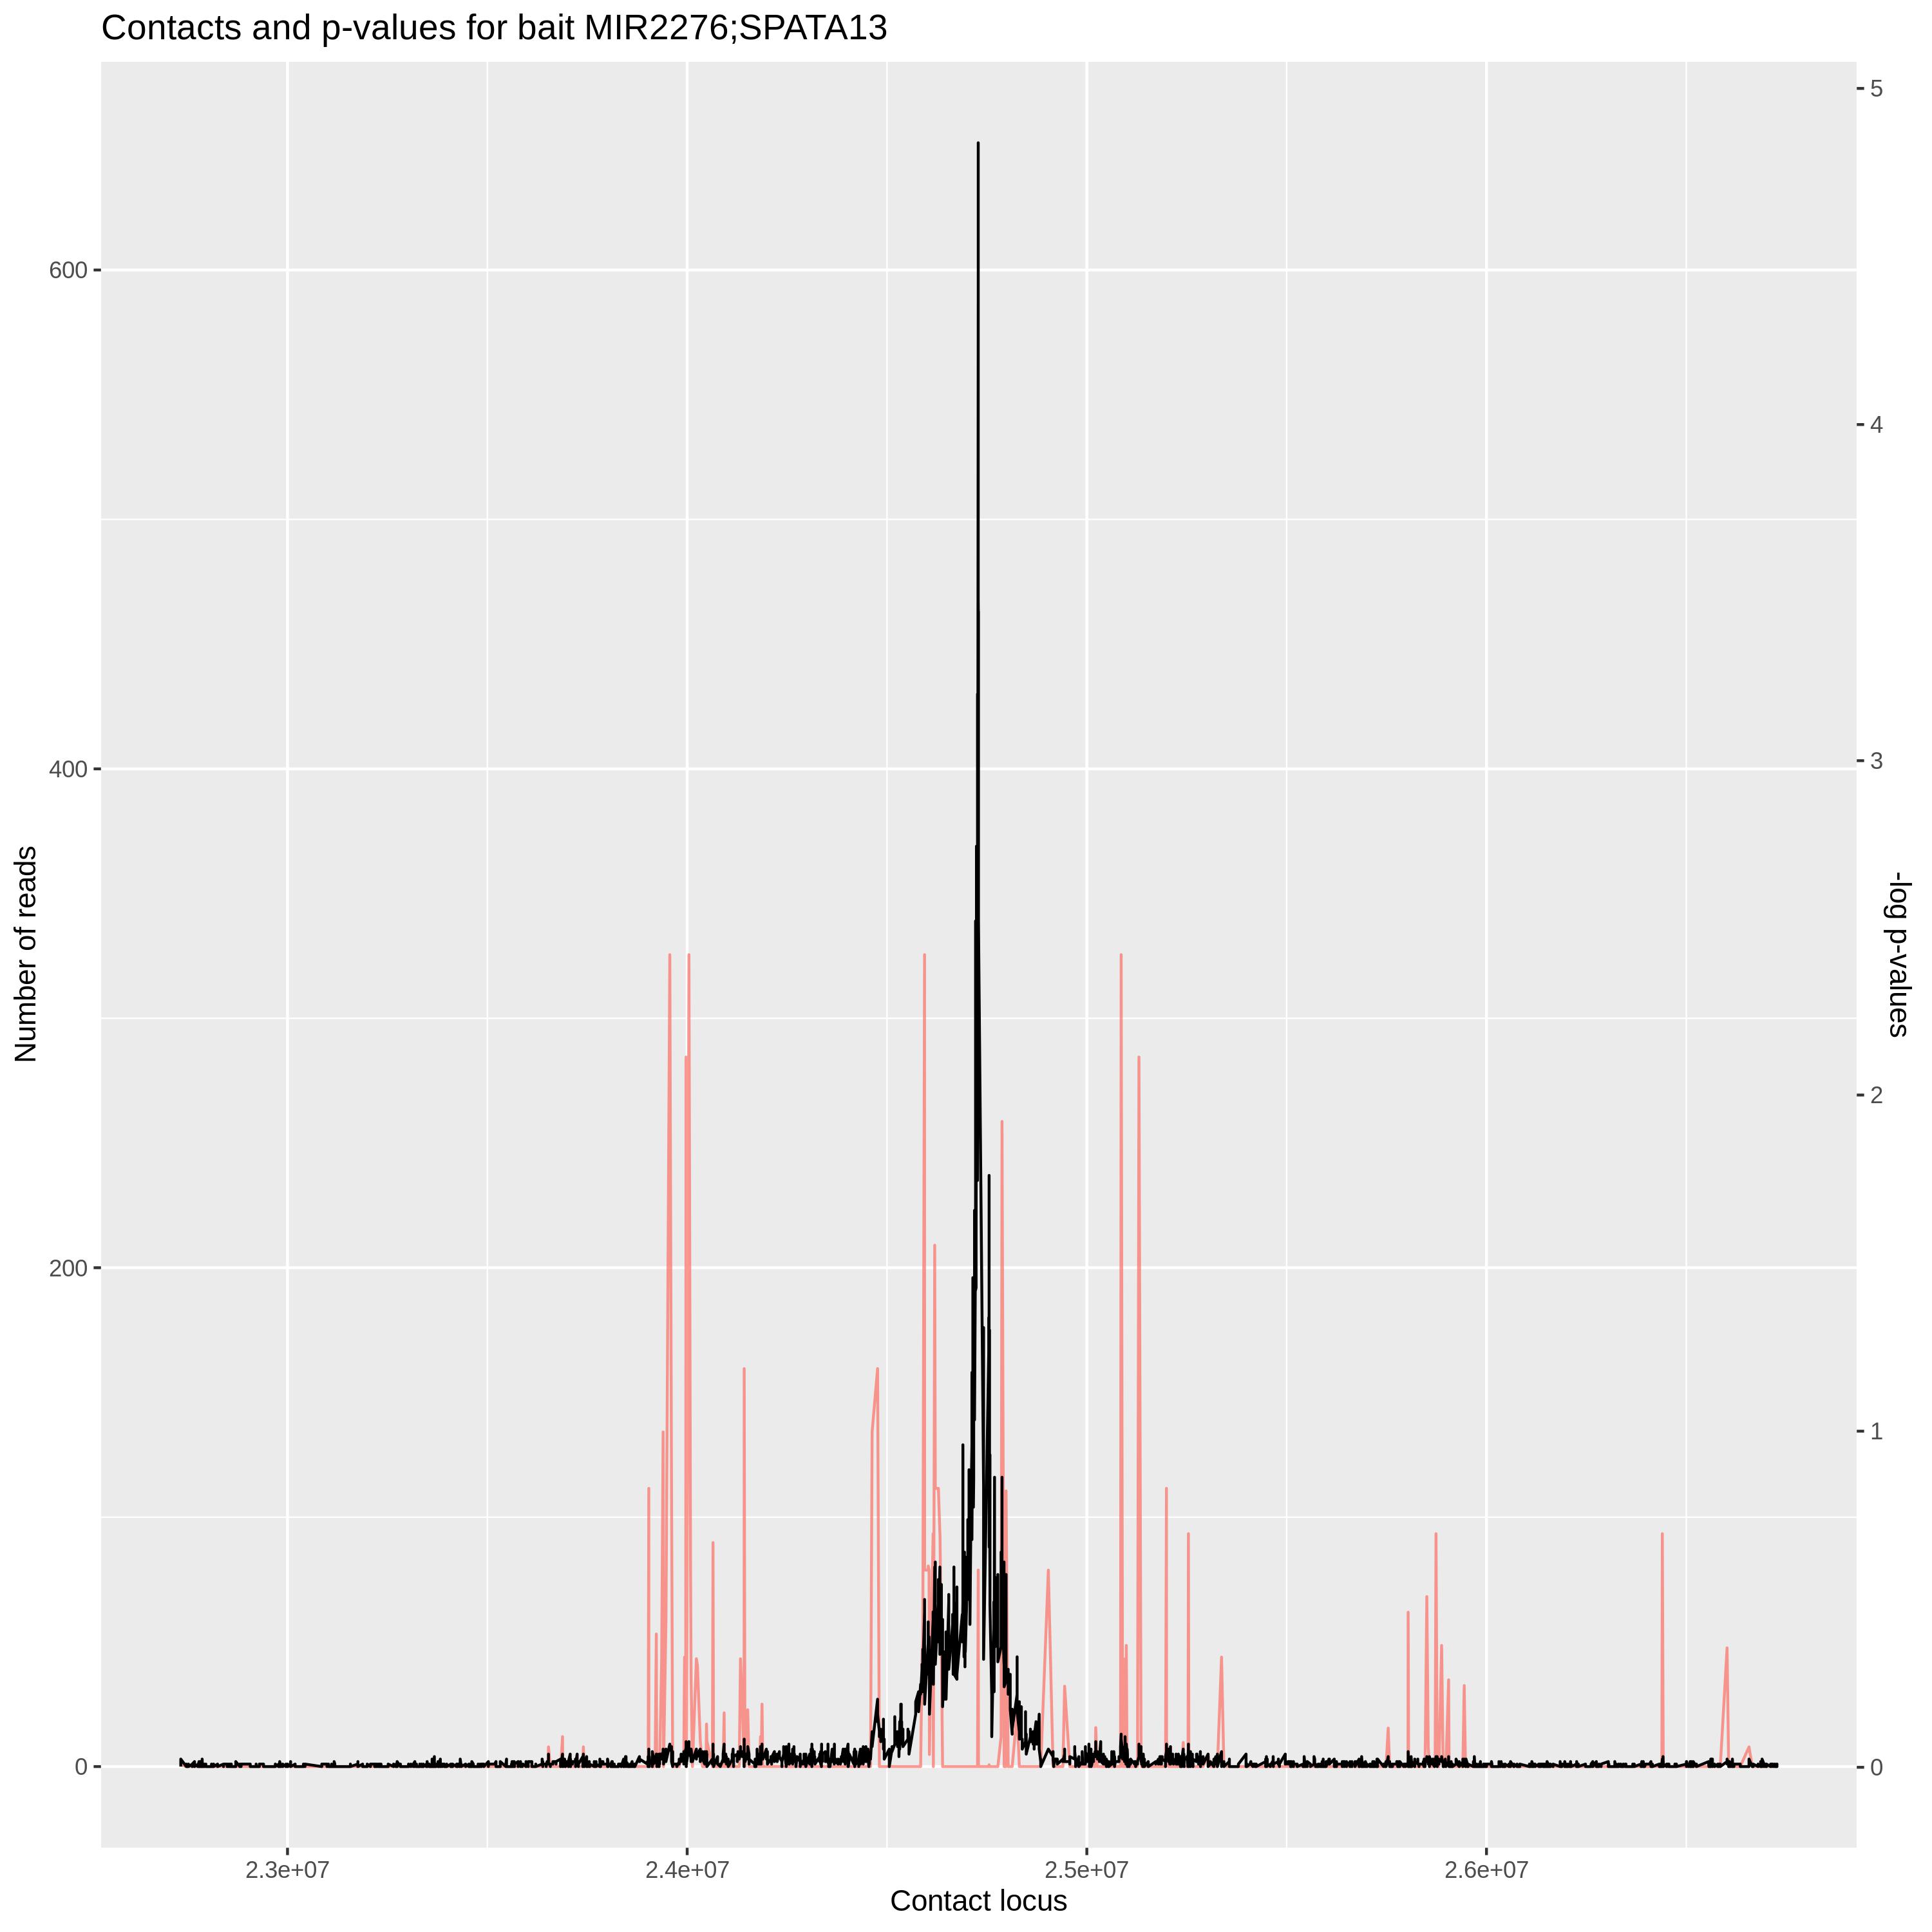 Contacts and p-values for bait MIR2276;SPATA13
5
600
4
400
3
Number of reads
-log p-values
2
200
1
0
0
2.3e+07
2.4e+07
2.5e+07
2.6e+07
Contact locus